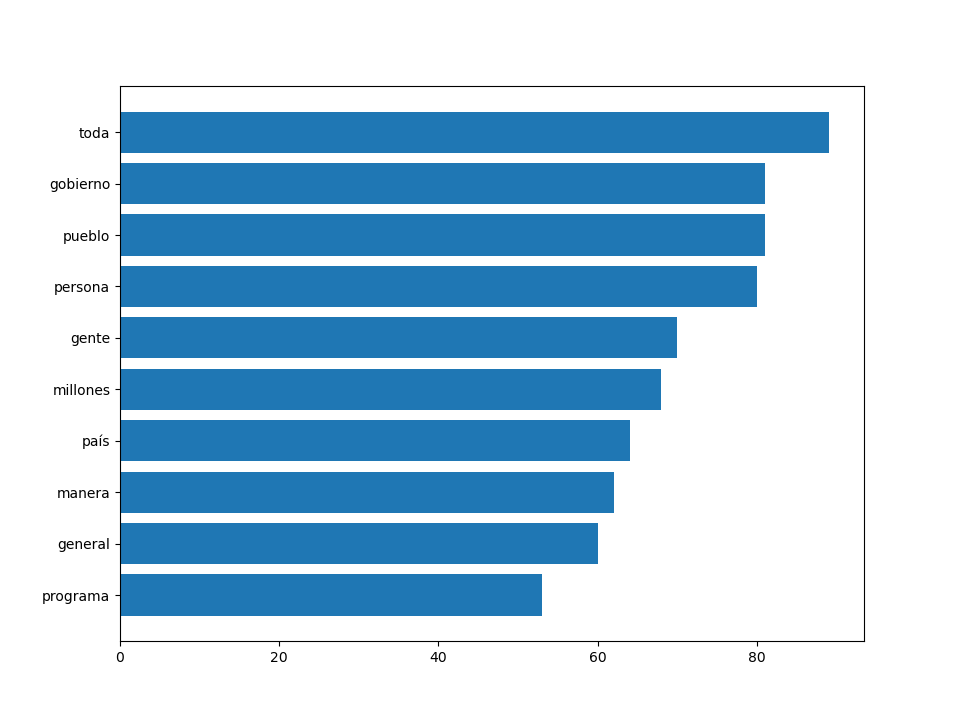 toda
gobierno
pueblo
persona
gente
millones
país
manera
general
programa
0 20 40 60 80